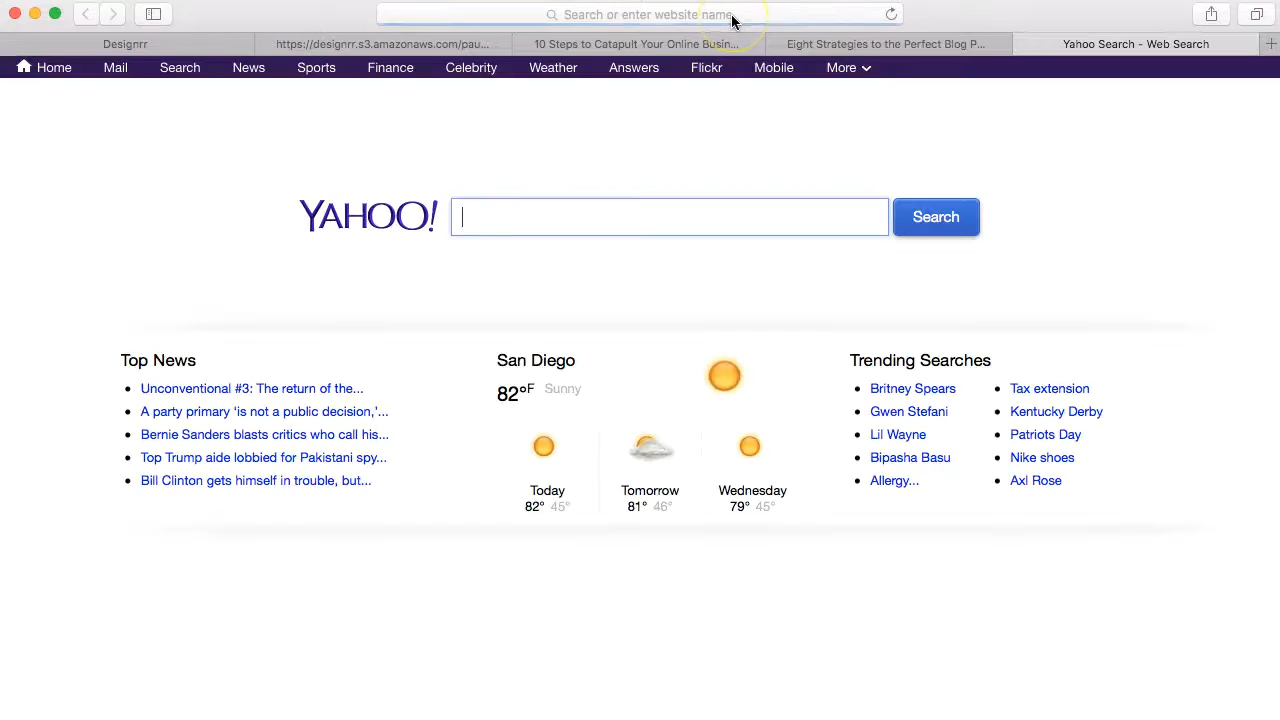 Search or enter website name
Designrr
https://designrr.s3.amazonaws.com/pau...
10 Steps to Catapult Your Online Busin...
Eight Strategies to the Perfect Blog P...
Yahoo Search - Web Search
Home Mail Search News Sports Finance Celebrity Weather Answers Flickr Mobile More
YAHOO!
Search
Top News
Unconventional #3: The return of the...
A party primary ‘is not a public decision,’...
Bernie Sanders blasts critics who call his...
Top Trump aide lobbied for Pakistani spy...
Bill Clinton gets himself in trouble, but...
San Diego
82°F Sunny
Today
82° 45°
Tomorrow
81° 46°
Wednesday
79° 45°
Trending Searches
Britney Spears
Gwen Stefani
Lil Wayne
Bipasha Basu
Allergy...
Tax extension
Kentucky Derby
Patriots Day
Nike shoes
Axl Rose